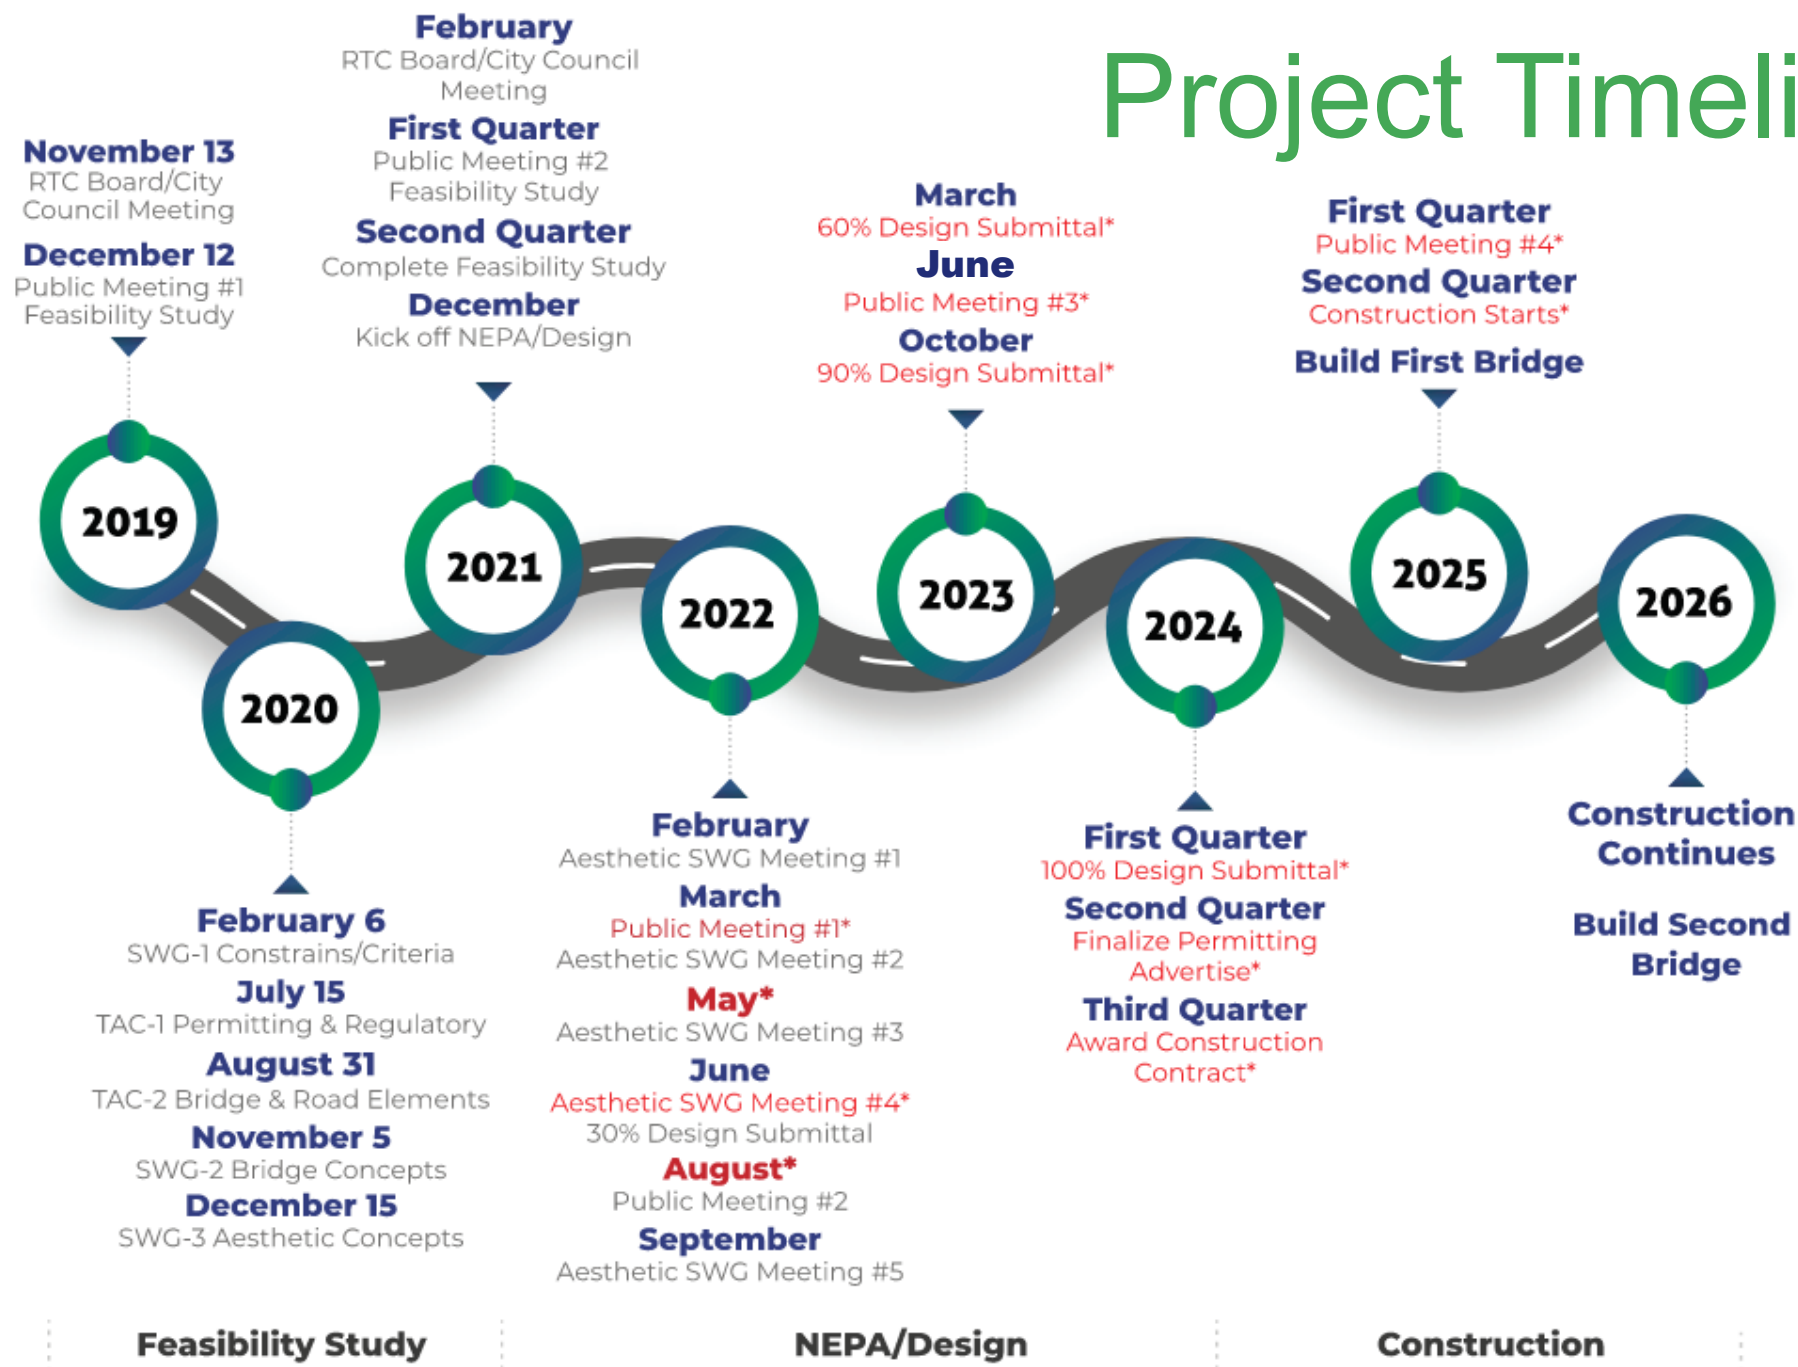 Project Timeli
November 13
RTC Board/City
Council Meeting
December 12
Public Meeting #1
Feasibility Study
2019
2020
February 6
SWG-1 Constrains/Criteria
July 15
TAC-1 Permitting & Regulatory
August 31
TAC-2 Bridge & Road Elements
November 5
SWG-2 Bridge Concepts
December 15
SWG-3 Aesthetic Concepts
February
RTC Board/City Council
Meeting
First Quarter
Public Meeting #2
Feasibility Study
Second Quarter
Complete Feasibility Study
December
Kick off NEPA/Design
2021
2022
February
Aesthetic SWG Meeting #1
March
Public Meeting #1*
Aesthetic SWG Meeting #2
May*
Aesthetic SWG Meeting #3
June
Aesthetic SWG Meeting #4*
30% Design Submittal
August*
Public Meeting #2
September
Aesthetic SWG Meeting #5
March
60% Design Submittal*
June
Public Meeting #3*
October
90% Design Submittal*
2023
2024
First Quarter
100% Design Submittal*
Second Quarter
Finalize Permitting
Advertise*
Third Quarter
Award Construction
Contract*
First Quarter
Public Meeting #4*
Second Quarter
Construction Starts*
Build First Bridge
2025
2026
Construction
Continues
Build Second
Bridge
Feasibility Study
NEPA/Design
Construction